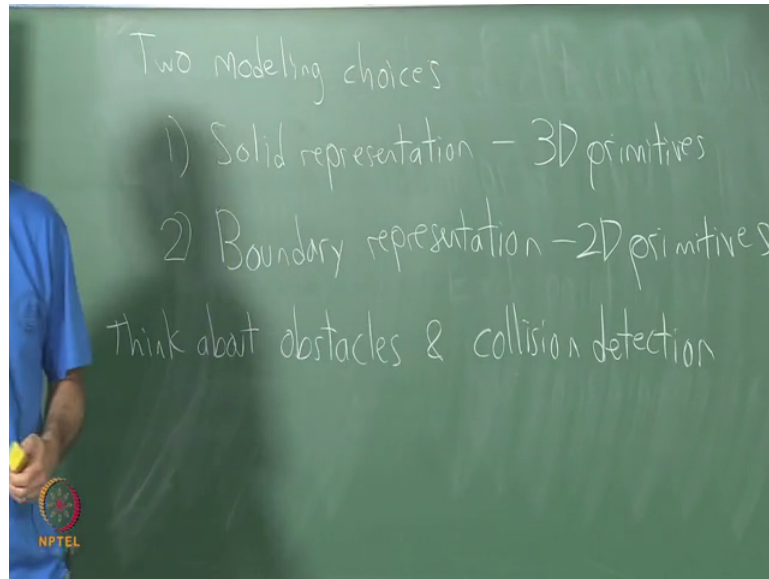 Two modeling choices
1) Solid representation - 3D primitives
2) Boundary representation - 2D primitives
Think about obstacles & collision detection
NPTEL